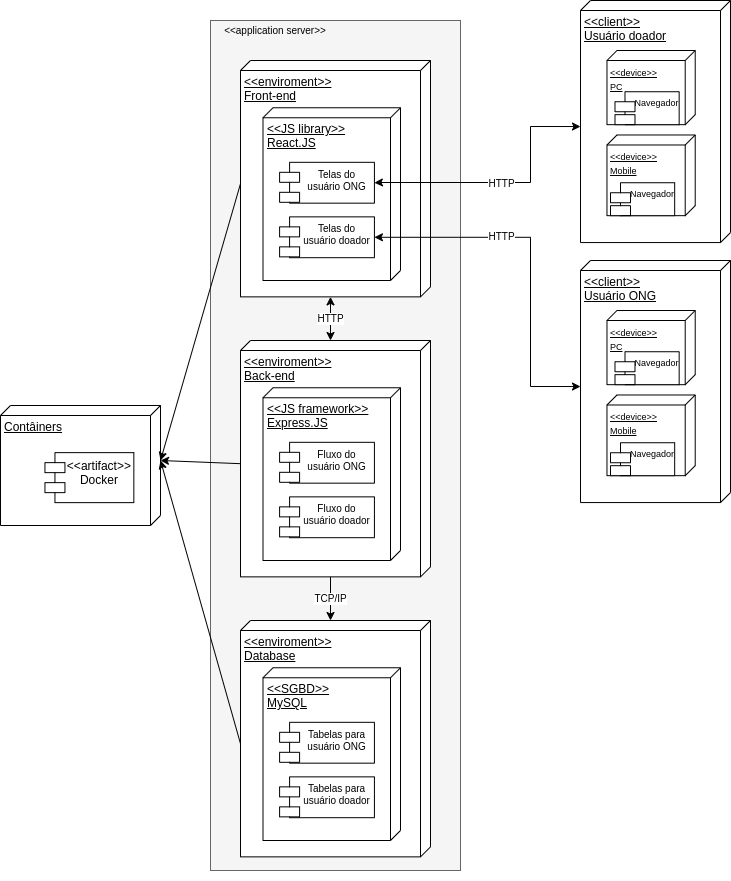 <<application server>>
<<enviroment>>
Front-end
<<JS library>>
React.JS
Telas do
usuário ONG
Telas do
usuário doador
HTTP
HTTP
HTTP
<<client>>
Usuário doador
<<device>>
PC
Navegador
<<device>>
Mobile
Navegador
<<client>>
Usuário ONG
<<device>>
PC
Navegador
<<device>>
Mobile
Navegador
<<enviroment>>
Back-end
<<JS framework>>
Express.JS
Fluxo do
usuário ONG
Fluxo do
usuário doador
Contâiners
<<artifact>>
Docker
TCP/IP
<<enviroment>>
Database
<<SGBD>>
MySQL
Tabelas para
usuário ONG
Tabelas para
usuário doador